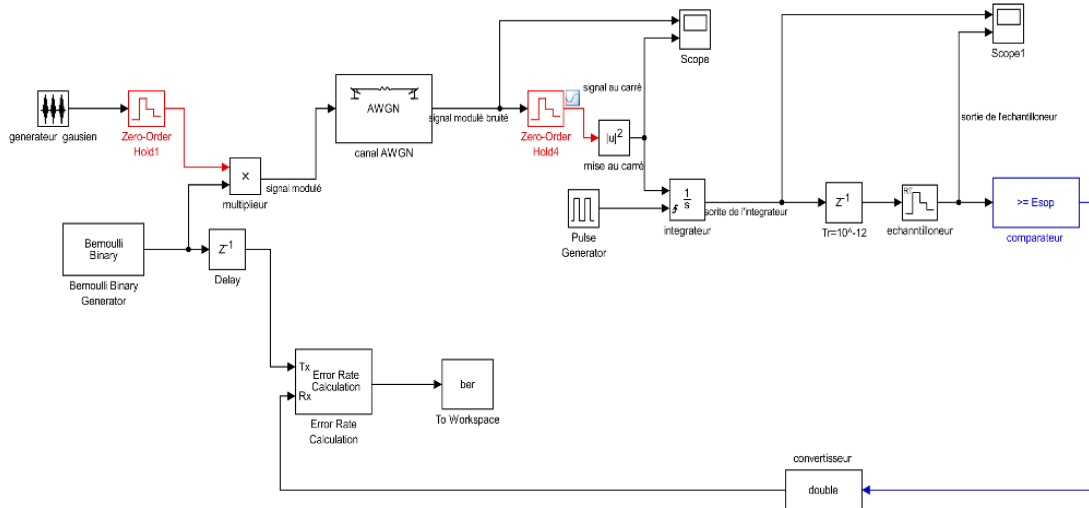 Scope
Scope1
AWGN
canal AWGN
generateur gausien
Zero-Order
Hold1
signal modulé bruité
Zero-Order
Hold4
signal au carré
|u|²
mise au carré
sortie de l'echantilloneur
x
multiplieur
signal modulé
Pulse
Generator
1
s
integrateur
sorite de l'integrateur
Z-1
Tr=10^-12
RT
echanntilloneur
>= Esop
comparateur
Bernoulli
Binary
Bernoulli Binary
Generator
Z-1
Delay
Tx
Rx
Error Rate
Calculation
Error Rate
Calculation
ber
To Workspace
convertisseur
double